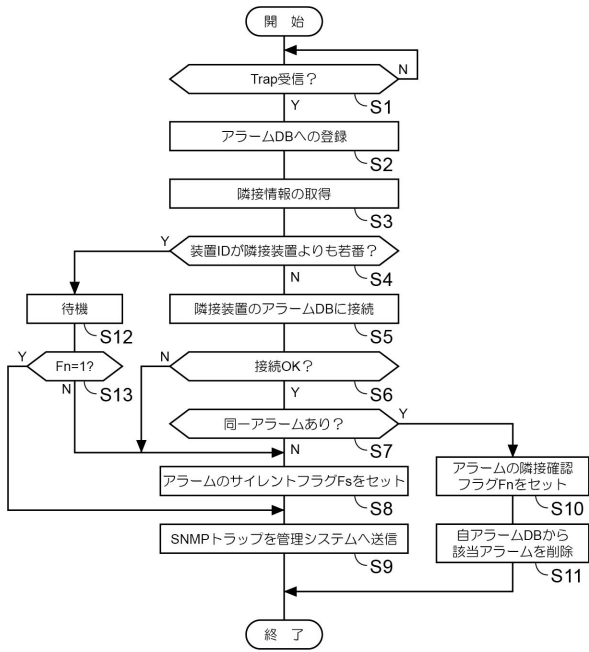 開 始
Trap受信？
N
Y
S1
アラームDBへの登録
S2
隣接情報の取得
S3
Y
装置IDが隣接装置よりも若番？
S4
N
待機
S12
隣接装置のアラームDBに接続
S5
Y
Fn=1?
S13
N
N
接続OK？
S6
Y
同一アラームあり？
Y
S7
N
アラームのサイレントフラグFsをセット
S8
アラームの隣接確認
フラグFnをセット
S10
SNMPトラップを管理システムへ送信
S9
自アラームDBから
該当アラームを削除
S11
終 了